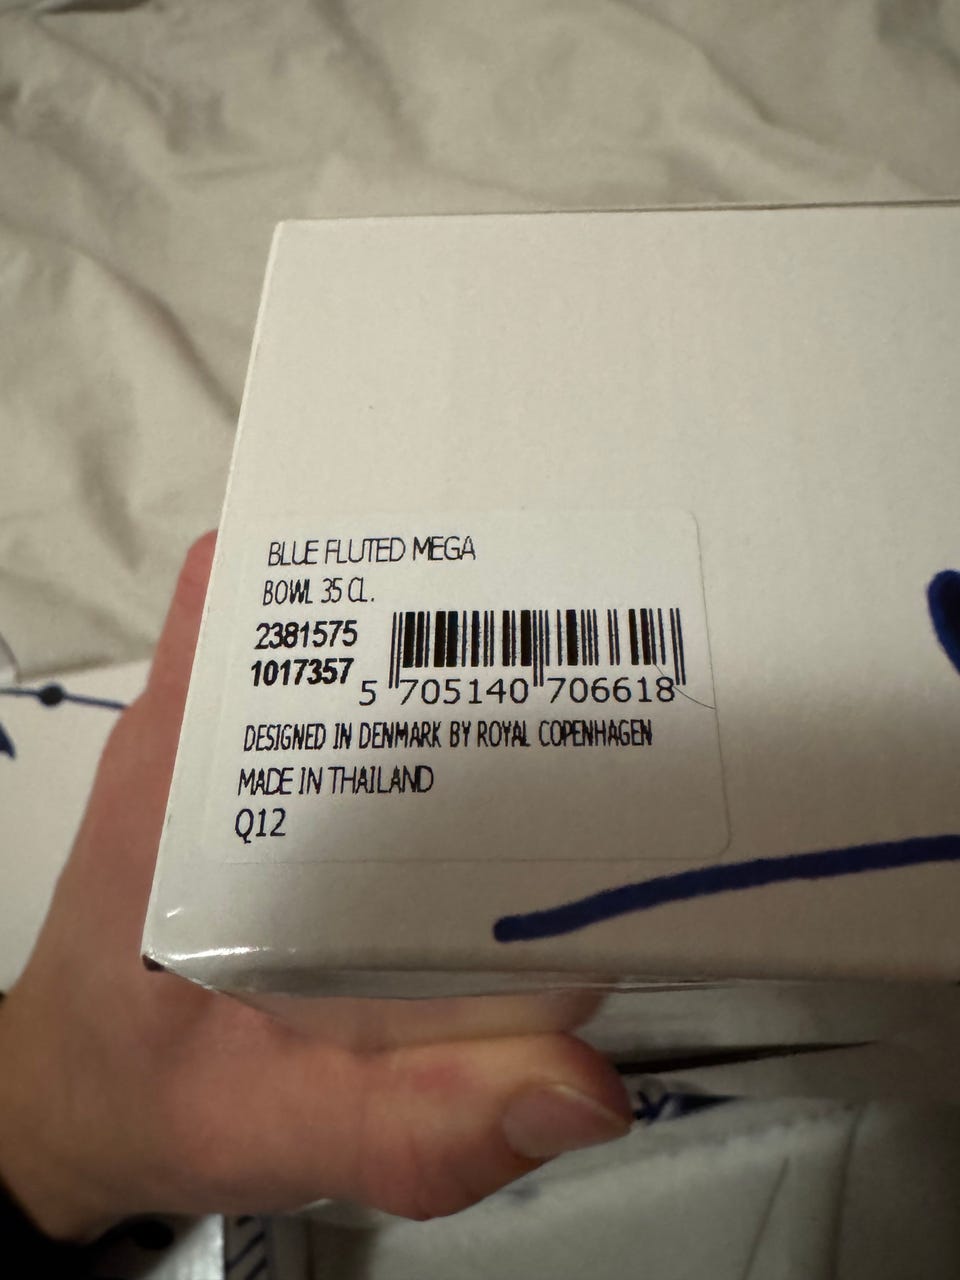 BLUE FLUTED MEGA
BOWL 35 CL.
2381575
1017357
5 705140 706618
DESIGNED IN DENMARK BY ROYAL COPENHAGEN
MADE IN THAILAND
Q12